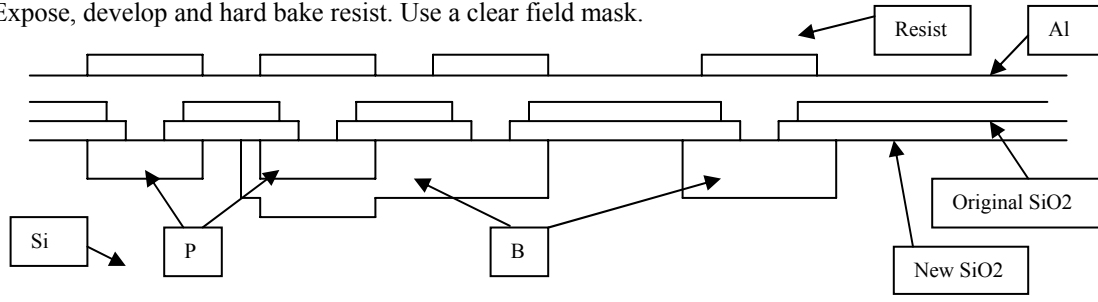 Expose, develop and hard bake resist. Use a clear field mask.
Resist
Al
Original SiO2
Si
P
B
New SiO2